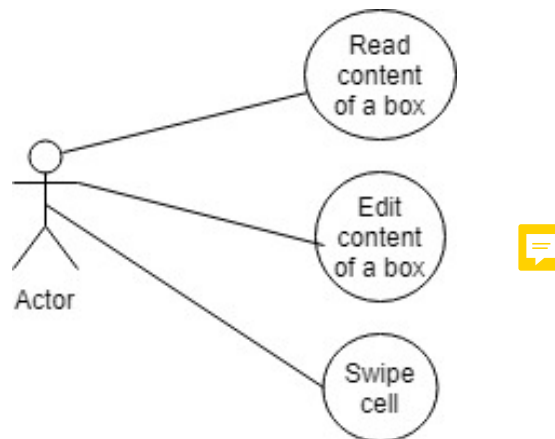 Read
content
of a box
Edit
content
of a box
Actor
Swipe
cell